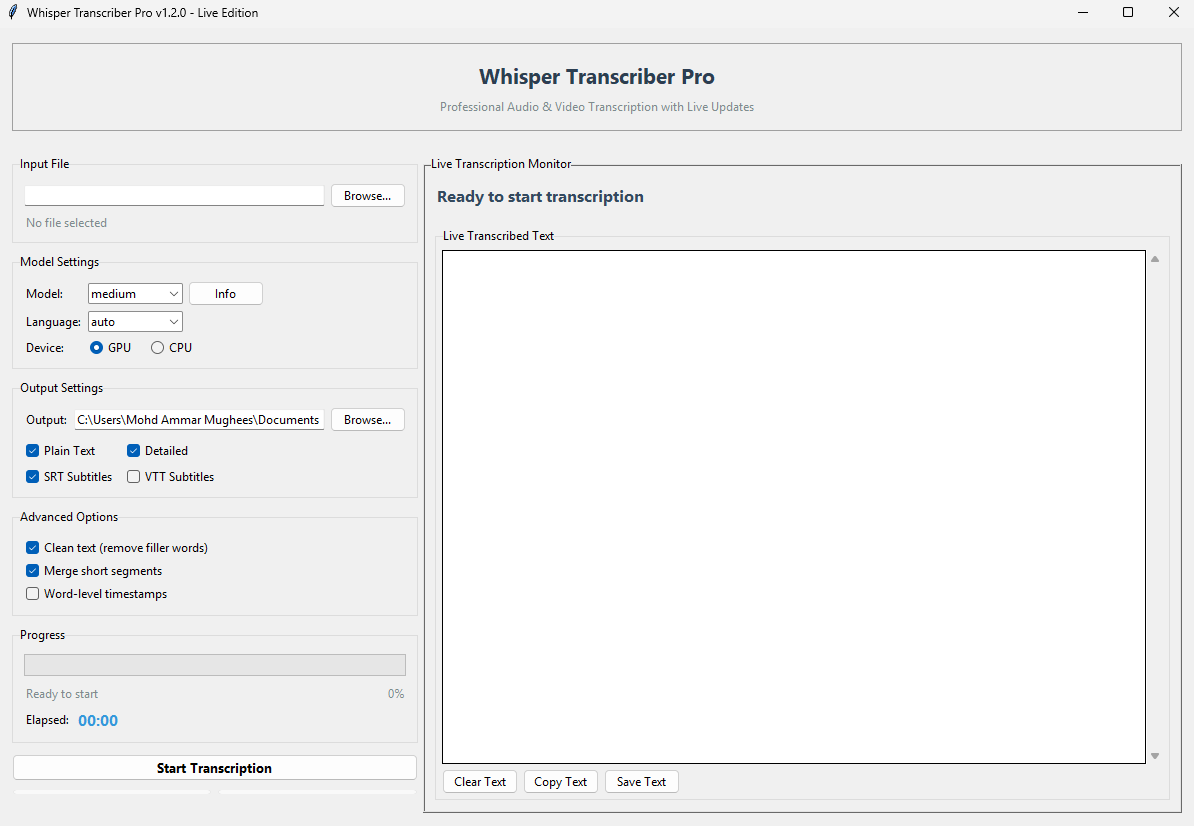 Whisper Transcriber Pro v1.2.0 - Live Edition
Whisper Transcriber Pro
Professional Audio & Video Transcription with Live Updates
Input File
Browse...
No file selected
Model Settings
Model: medium Info
Language: auto
Device: GPU CPU
Output Settings
Output: C:\Users\Mohd Ammar Mughees\Documents Browse...
Plain Text Detailed
SRT Subtitles VTT Subtitles
Advanced Options
Clean text (remove filler words)
Merge short segments
Word-level timestamps
Progress
Ready to start 0%
Elapsed: 00:00
Start Transcription
Live Transcription Monitor
Ready to start transcription
Live Transcribed Text
Clear Text Copy Text Save Text